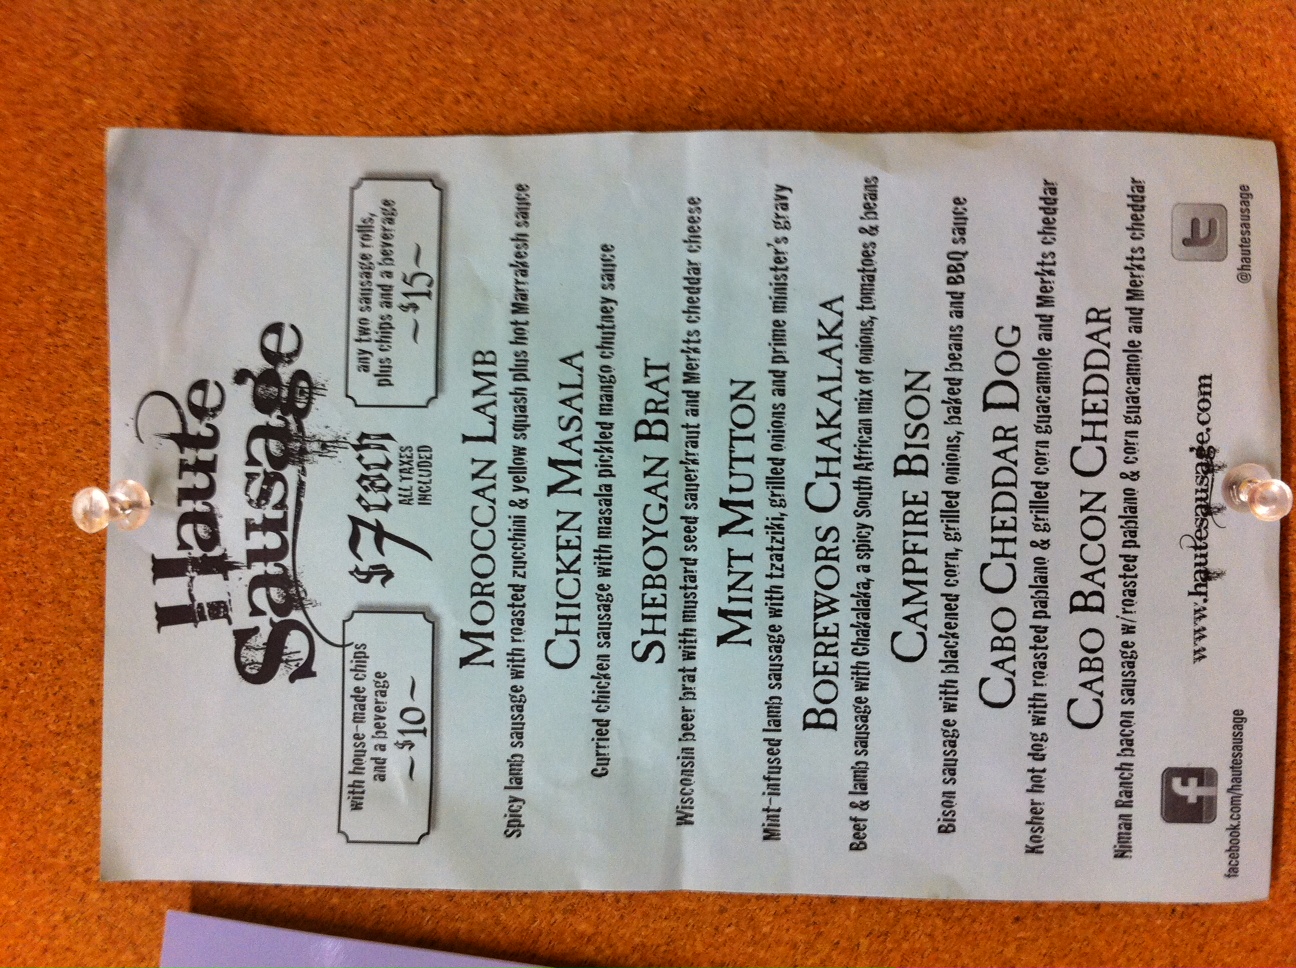 Haute
Sausage
with house-made chips
and a beverage
~$10~
$7 each
ALL TAXES
INCLUDED
any two sausage rolls,
plus chips and a beverage
~$15~
MOROCCAN LAMB
Spicy lamb sausage with roasted zucchini & yellow squash plus hot Marrakesh sauce
CHICKEN MASALA
Curried chicken sausage with masala pickled mango chutney sauce
SHEBOYGAN BRAT
Wisconsin beer brat with mustard seed sauerkraut and Merkts cheddar cheese
MINT MUTTON
Mint-infused lamb sausage with tzatziki, grilled onions and prime minister's gravy
BOEREWORS CHAKALAKA
Beef & lamb sausage with Chakalaka, a spicy South African mix of onions, tomatoes & beans
CAMPFIRE BISON
Bison sausage with blackened corn, grilled onions, baked beans and BBQ sauce
CABO CHEDDAR DOG
Kosher hot dog with roasted pablano & grilled corn guacamole and Merkts cheddar
CABO BACON CHEDDAR
Niman Ranch bacon sausage w/roasted pablano & corn guacamole and Merkts cheddar
www.hautesausage.com
facebook.com/hautesausage
@hautesausage